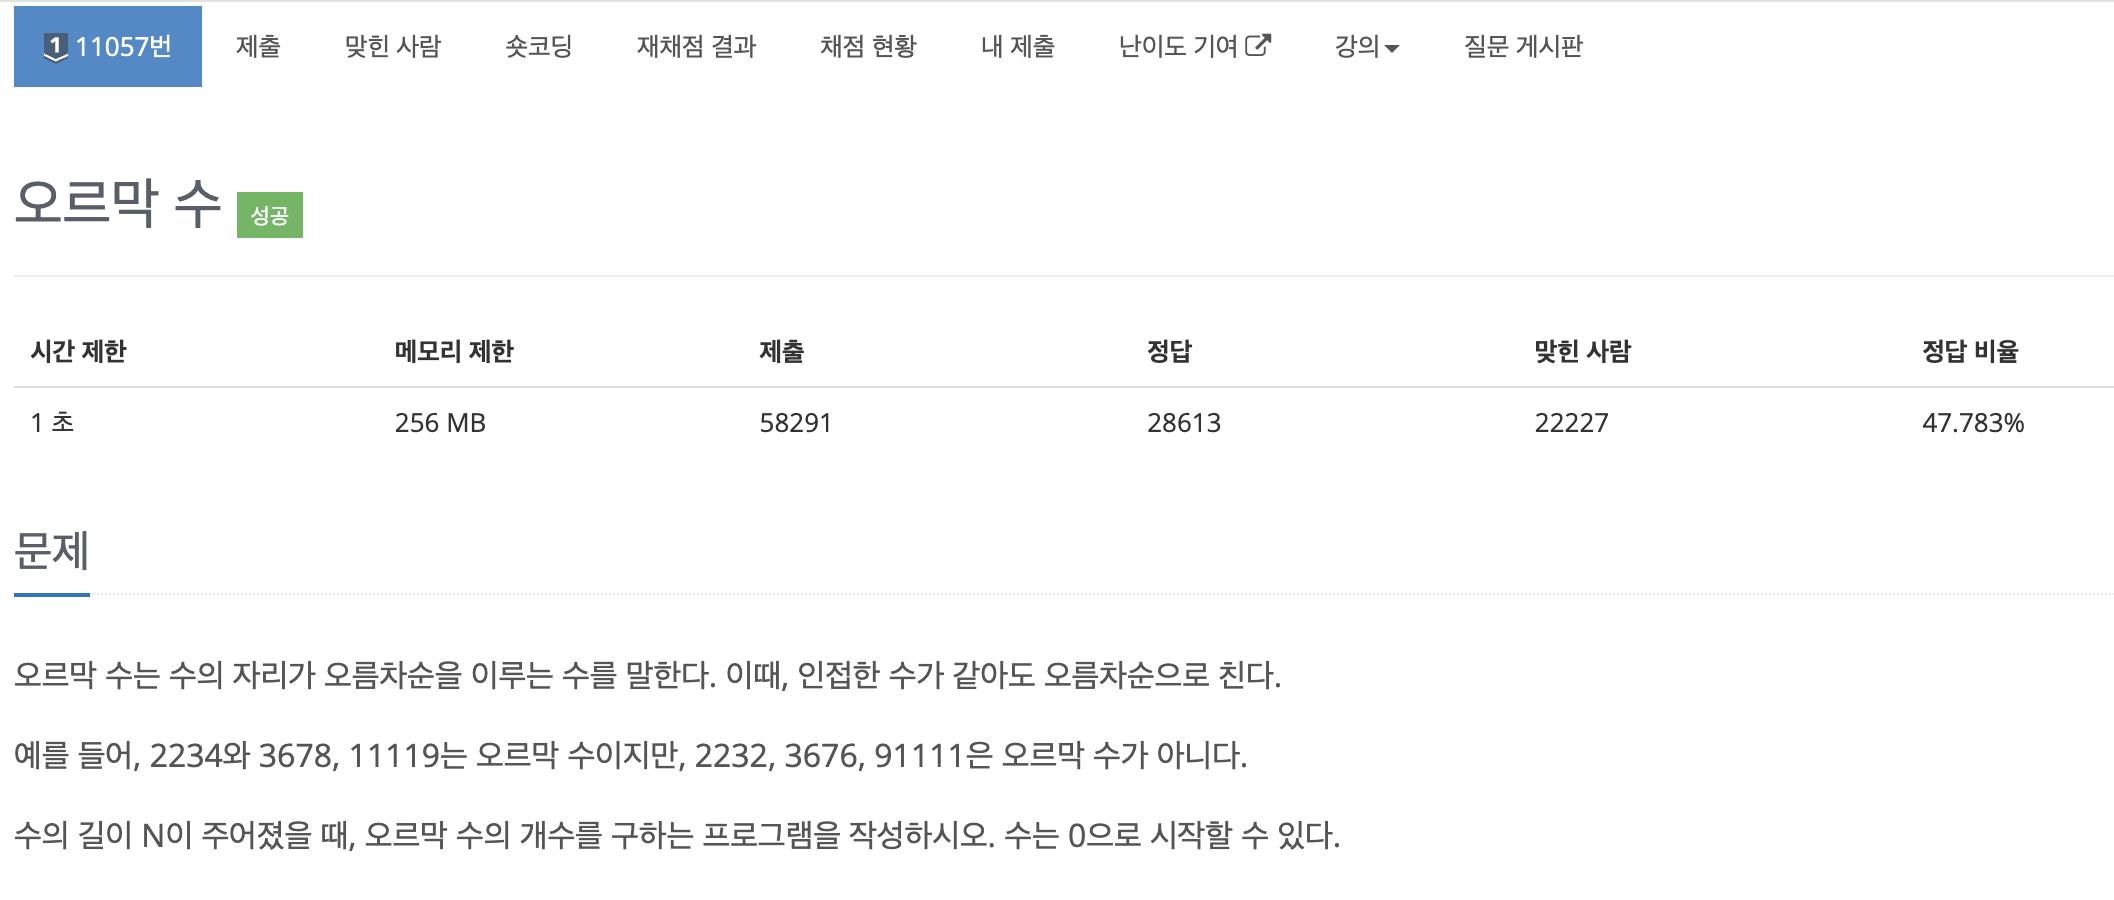 1 11057번 제출 맞힌 사람 숏코딩 재채점 결과 채점 현황 내 제출 난이도 기여 강의 질문 게시판
오르막 수 성공
시간 제한 메모리 제한 제출 정답 맞힌 사람 정답 비율
1 초 256 MB 58291 28613 22227 47.783%
문제
오르막 수는 수의 자리가 오름차순을 이루는 수를 말한다. 이때, 인접한 수가 같아도 오름차순으로 친다.
예를 들어, 2234와 3678, 11119는 오르막 수이지만, 2232, 3676, 91111은 오르막 수가 아니다.
수의 길이 N이 주어졌을 때, 오르막 수의 개수를 구하는 프로그램을 작성하시오. 수는 0으로 시작할 수 있다.